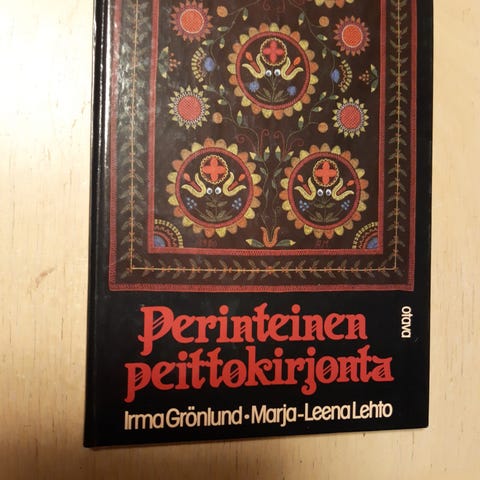 otava
Perinteinen
peittokirjonta
Irma Grönlund • Marja-Leena Lehto